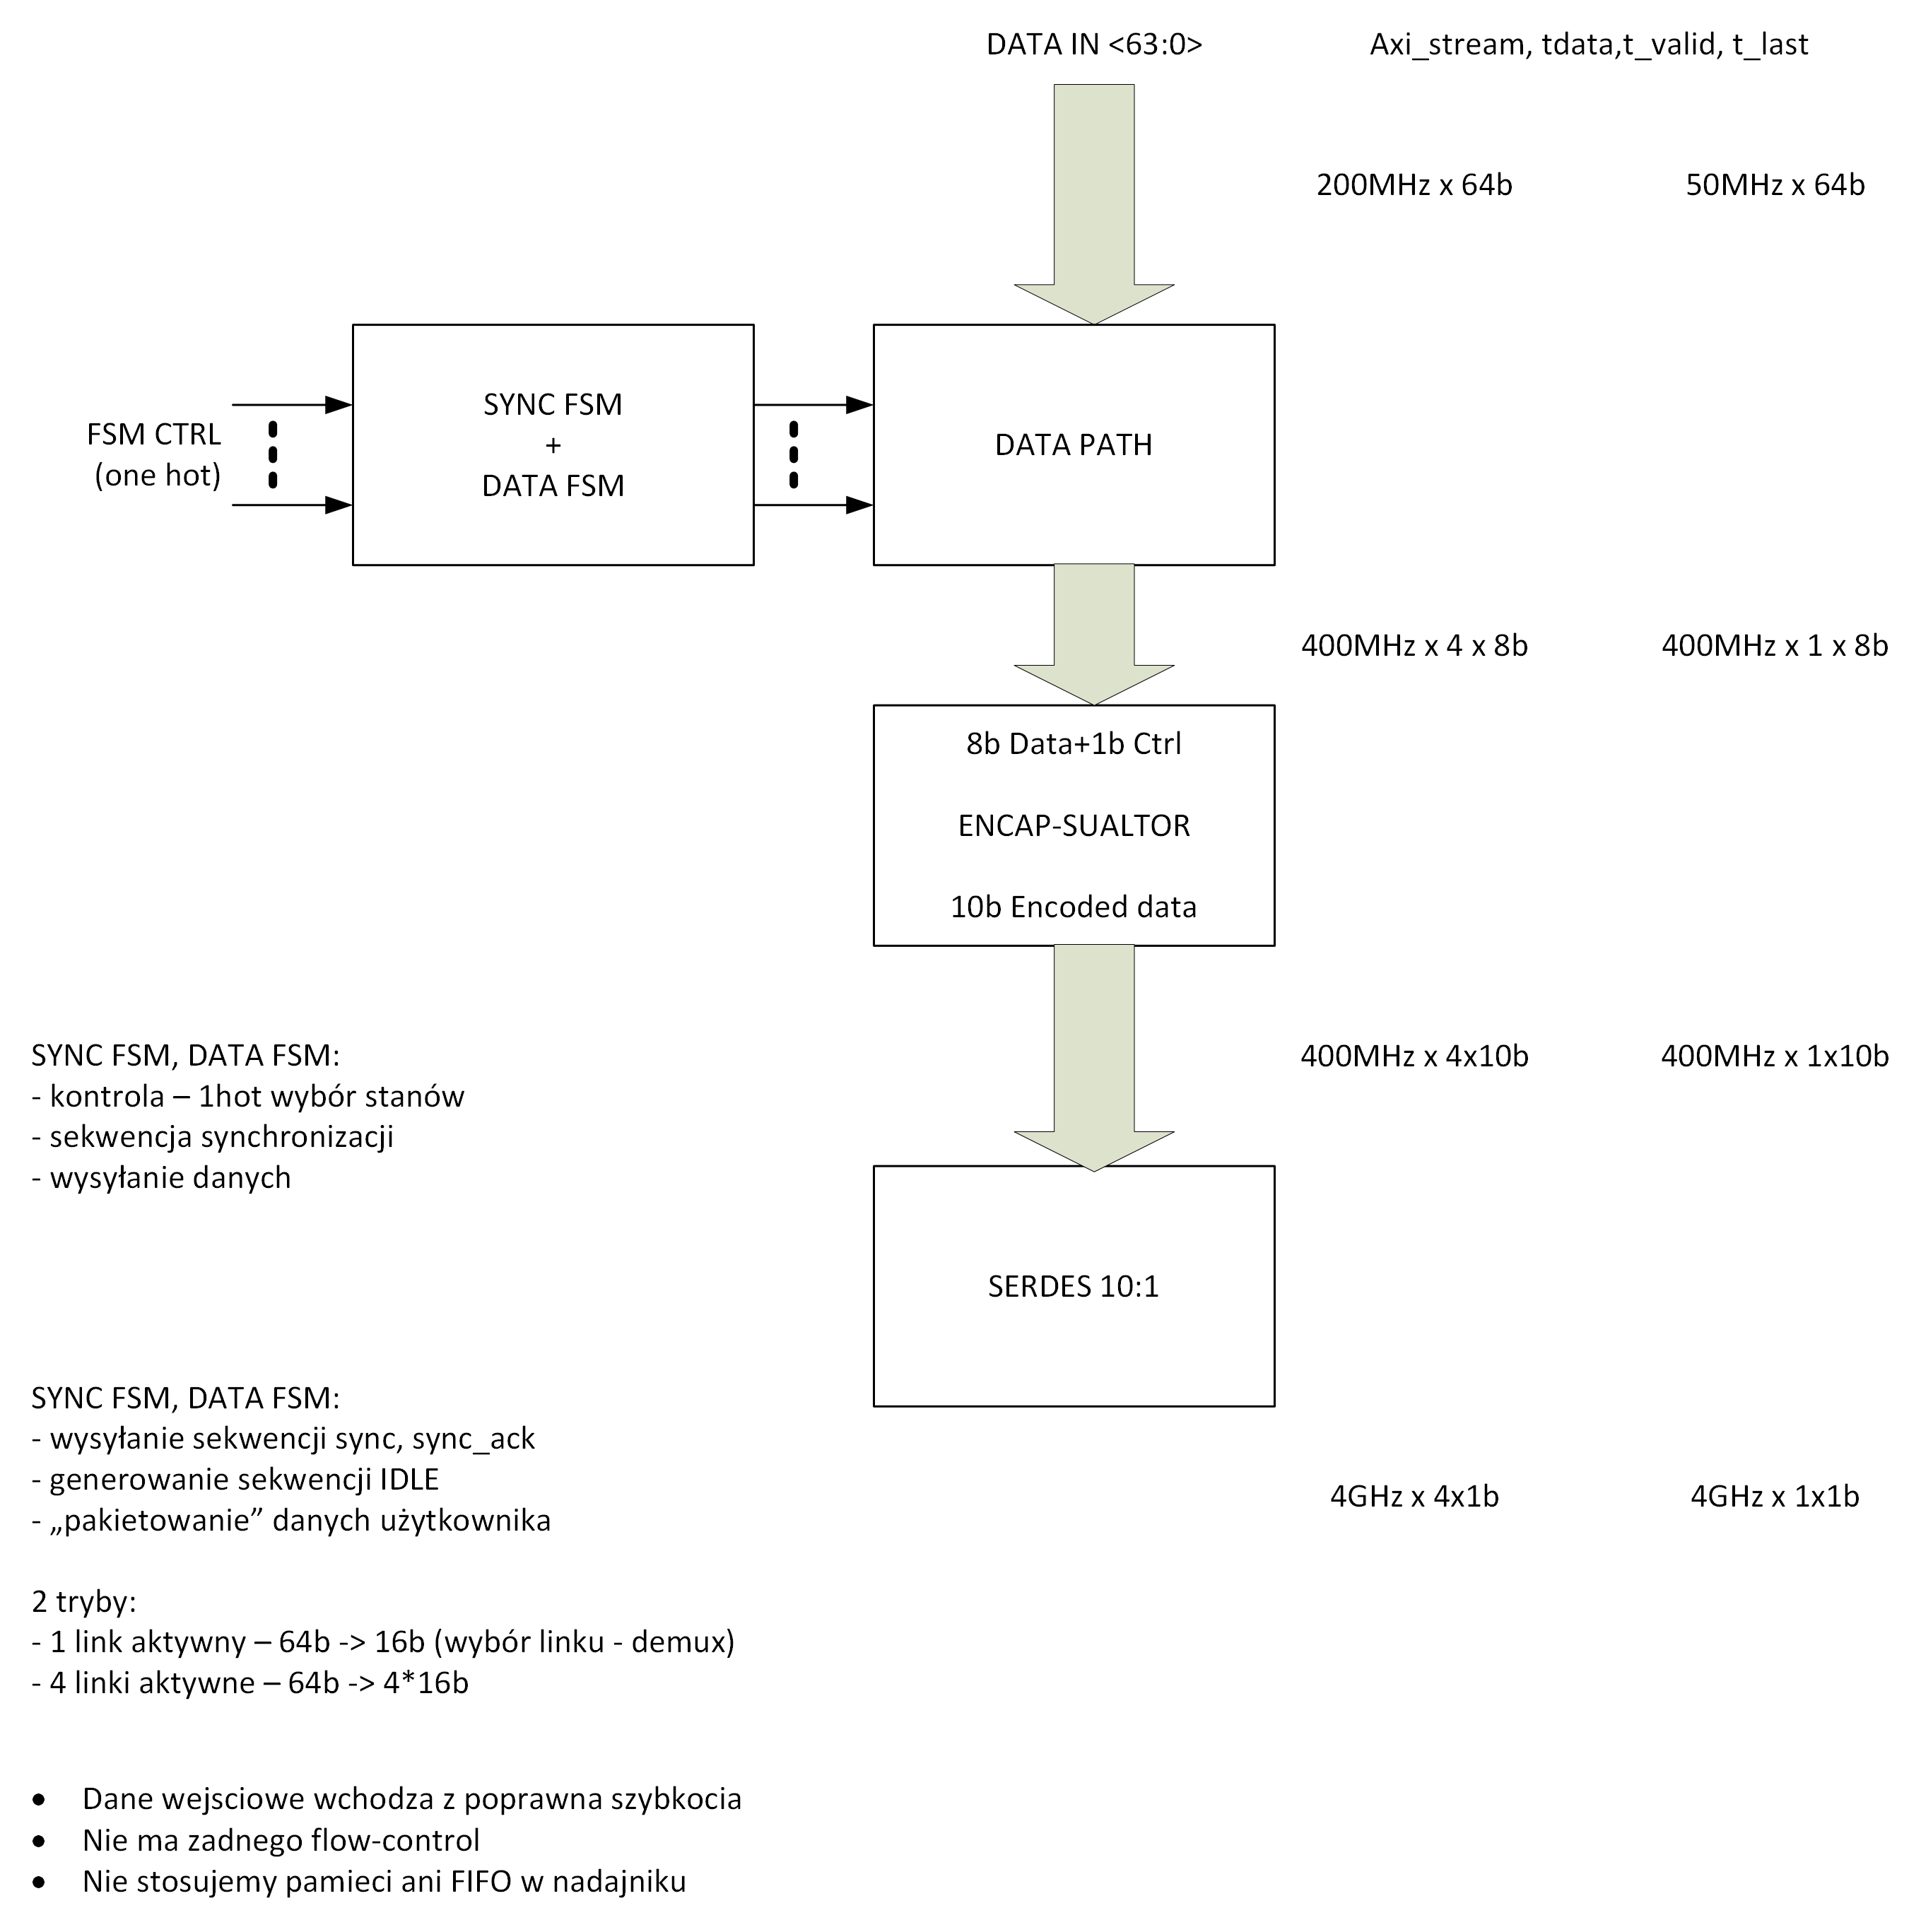 DATA IN <63:0>
Axi_stream, tdata,t_valid, t_last
200MHz x 64b
50MHz x 64b
FSM CTRL
(one hot)
SYNC FSM
+
DATA FSM
DATA PATH
400MHz x 4 x 8b
400MHz x 1 x 8b
8b Data+1b Ctrl
ENCAP-SUALTOR
10b Encoded data
400MHz x 4x10b
400MHz x 1x10b
SYNC FSM, DATA FSM:
- kontrola – 1hot wybór stanów
- sekwencja synchronizacji
- wysyłanie danych
SERDES 10:1
SYNC FSM, DATA FSM:
- wysyłanie sekwencji sync, sync_ack
- generowanie sekwencji IDLE
- „pakietowanie” danych użytkownika
4GHz x 4x1b
4GHz x 1x1b
2 tryby:
- 1 link aktywny – 64b -> 16b (wybór linku - demux)
- 4 linki aktywne – 64b -> 4*16b
• Dane wejsciowe wchodza z poprawna szybkocia
• Nie ma zadnego flow-control
• Nie stosujemy pamieci ani FIFO w nadajniku